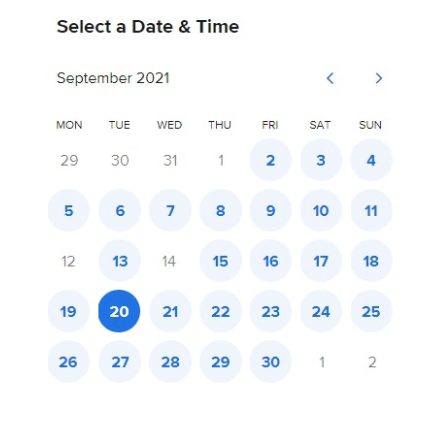 Select a Date & Time
September 2021
MON TUE WED THU FRI SAT SUN
29 30 31 1 2 3 4
5 6 7 8 9 10 11
12 13 14 15 16 17 18
19 20 21 22 23 24 25
26 27 28 29 30 1 2